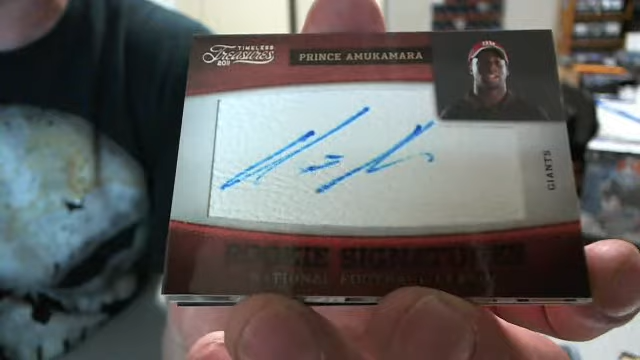 TIMELESS
Treasures
2011
PRINCE AMUKAMARA
GIANTS
ROOKIE SIGNATURES
NATIONAL FOOTBALL LEAGUE